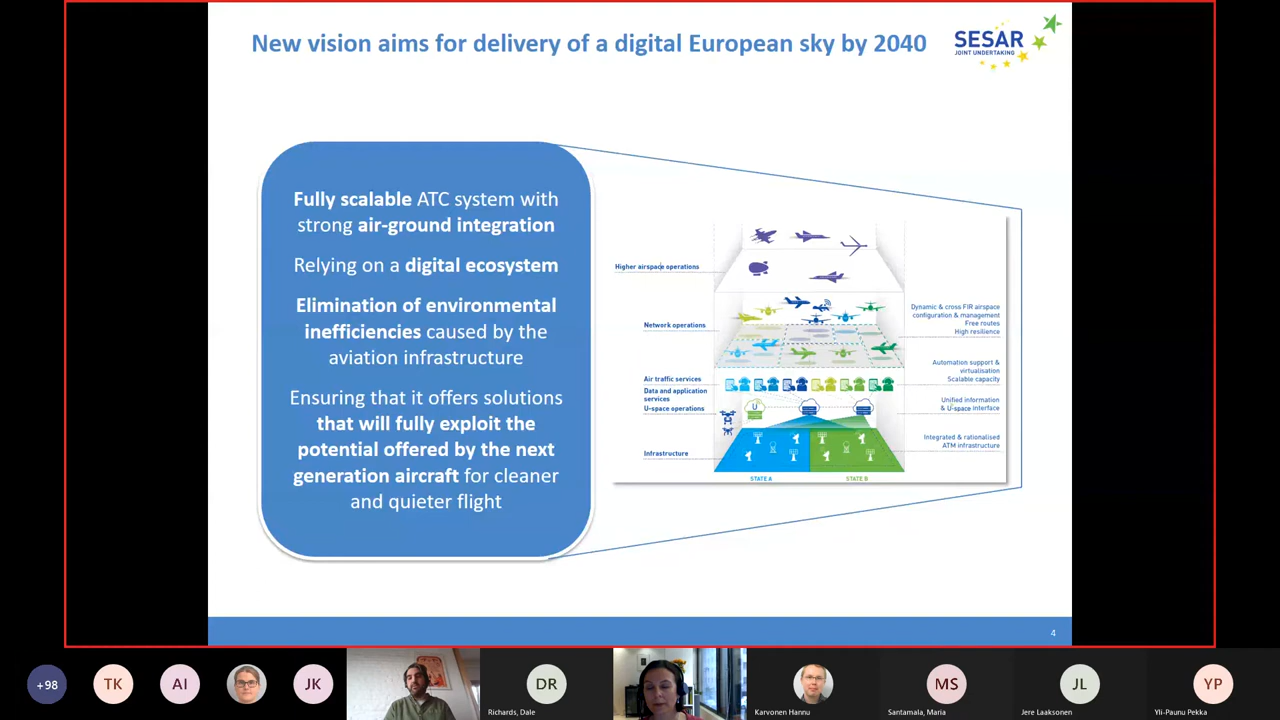 New vision aims for delivery of a digital European sky by 2040
SESAR
JOINT UNDERTAKING
Fully scalable ATC system with
strong air-ground integration
Relying on a digital ecosystem
Elimination of environmental
inefficiencies caused by the
aviation infrastructure
Ensuring that it offers solutions
that will fully exploit the
potential offered by the next
generation aircraft for cleaner
and quieter flight
Higher airspace operations
Network operations
Air traffic services
Data and application
services
U-space operations
Infrastructure
Dynamic & cross FIR airspace
configuration & management
Free routes
High resilience
Automation support &
virtualisation
Scalable capacity
Unified information
& U-space interface
Integrated & rationalised
ATM infrastructure
U
STATE A
STATE B
4
+98
TK
AI
JK
DR
Richards, Dale
Karvonen Hannu
MS
Santamala, Maria
JL
Jere Laaksonen
YP
Yli-Paunu Pekka